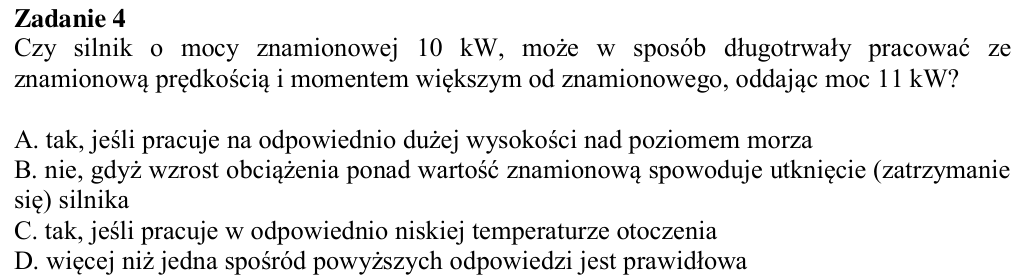 Zadanie 4
Czy silnik o mocy znamionowej 10 kW, może w sposób długotrwały pracować ze
znamionową prędkością i momentem większym od znamionowego, oddając moc 11 kW?
A. tak, jeśli pracuje na odpowiednio dużej wysokości nad poziomem morza
B. nie, gdyż wzrost obciążenia ponad wartość znamionową spowoduje utknięcie (zatrzymanie
się) silnika
C. tak, jeśli pracuje w odpowiednio niskiej temperaturze otoczenia
D. więcej niż jedna spośród powyższych odpowiedzi jest prawidłowa